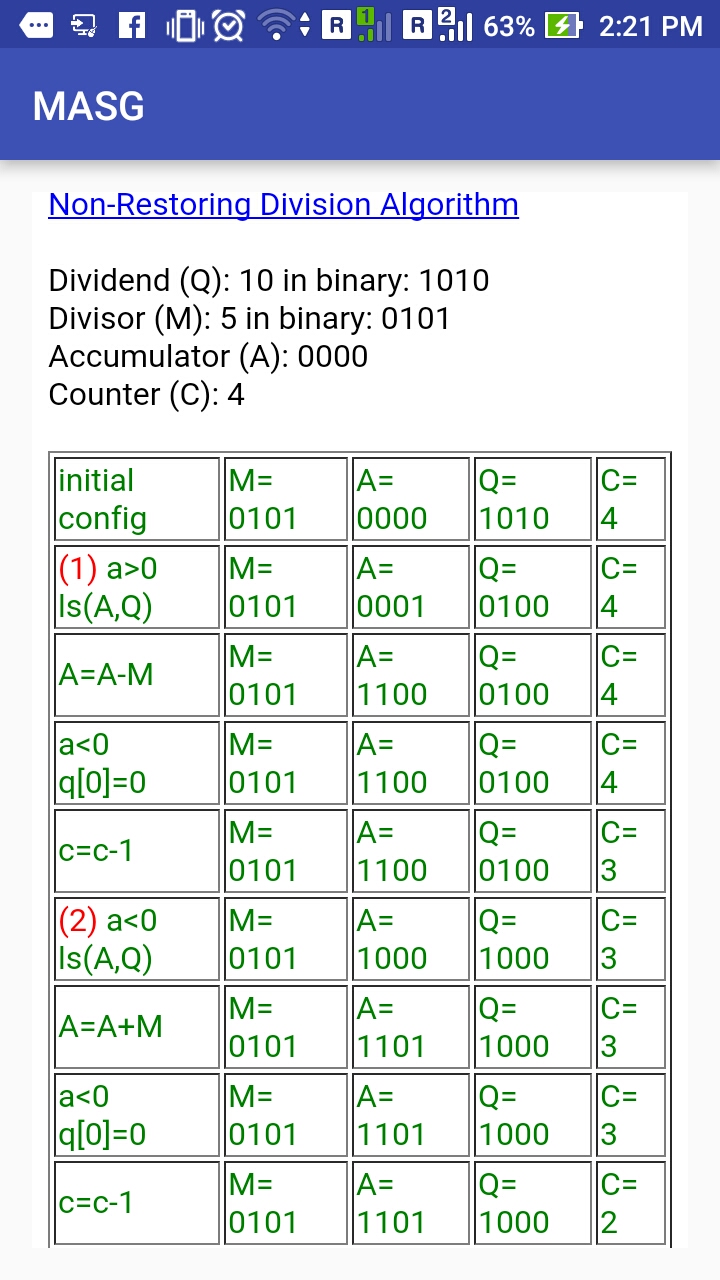 R 1 R 2 63% 2:21 PM
MASG
Non-Restoring Division Algorithm
Dividend (Q): 10 in binary: 1010
Divisor (M): 5 in binary: 0101
Accumulator (A): 0000
Counter (C): 4
initial M= A= Q= C=
config 0101 0000 1010 4
(1) a>0 M= A= Q= C=
ls(A,Q) 0101 0001 0100 4
A=A-M M= A= Q= C=
0101 1100 0100 4
a<0 M= A= Q= C=
q[0]=0 0101 1100 0100 4
c=c-1 M= A= Q= C=
0101 1100 0100 3
(2) a<0 M= A= Q= C=
ls(A,Q) 0101 1000 1000 3
A=A+M M= A= Q= C=
0101 1101 1000 3
a<0 M= A= Q= C=
q[0]=0 0101 1101 1000 3
c=c-1 M= A= Q= C=
0101 1101 1000 2